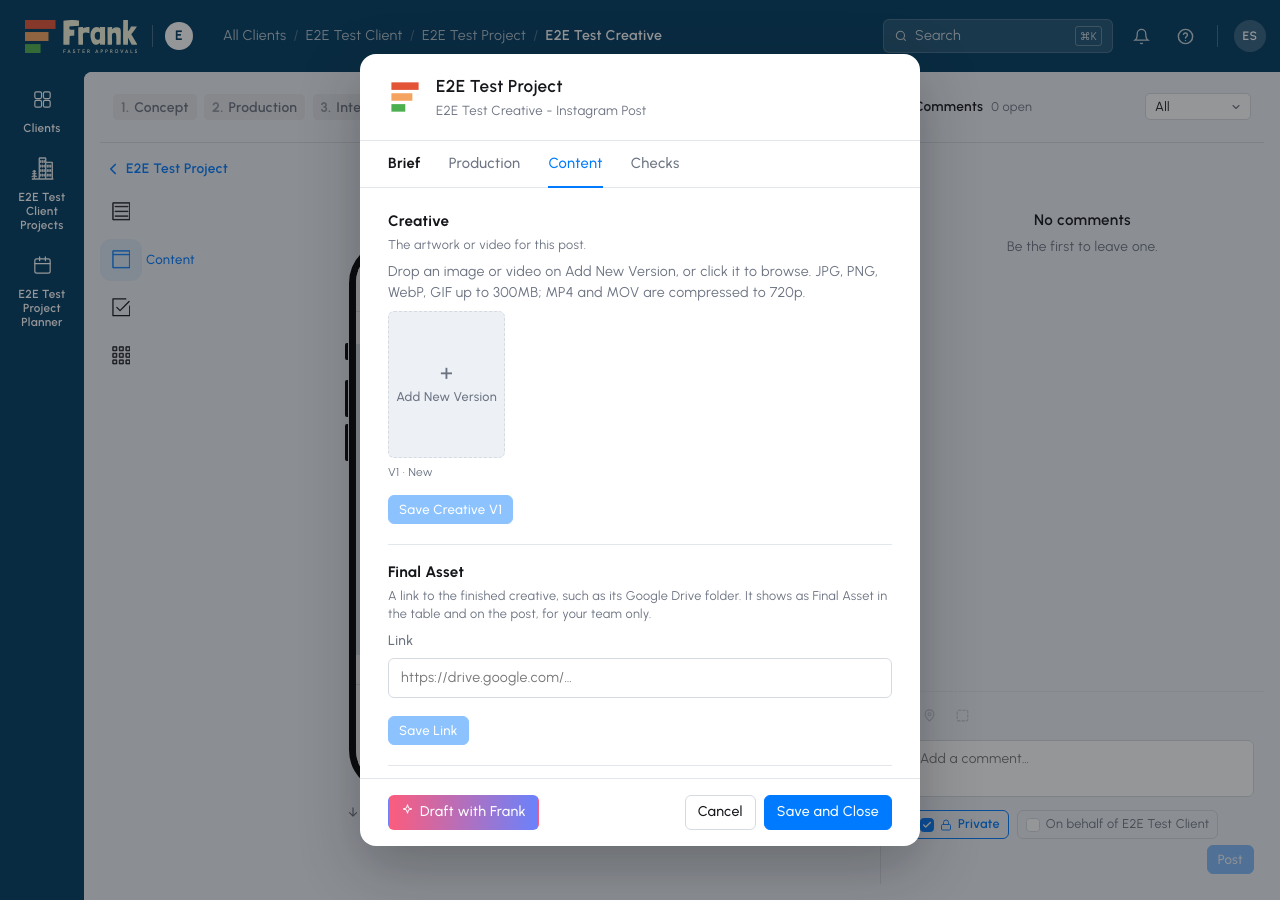 Frank
FASTER APPROVALS
E
All Clients / E2E Test Client / E2E Test Project / E2E Test Creative
Search
⌘K
ES
Clients
E2E Test
Client
Projects
E2E Test
Project
Planner
1. Concept
2. Production
3. Inte
E2E Test Project
Content
E2E Test Project
E2E Test Creative - Instagram Post
Brief
Production
Content
Checks
Creative
The artwork or video for this post.
Drop an image or video on Add New Version, or click it to browse. JPG, PNG,
WebP, GIF up to 300MB; MP4 and MOV are compressed to 720p.
+
Add New Version
V1 · New
Save Creative V1
Final Asset
A link to the finished creative, such as its Google Drive folder. It shows as Final Asset in
the table and on the post, for your team only.
Link
https://drive.google.com/…
Save Link
Draft with Frank
Cancel
Save and Close
Comments 0 open
All
No comments
Be the first to leave one.
Add a comment…
Private
On behalf of E2E Test Client
Post